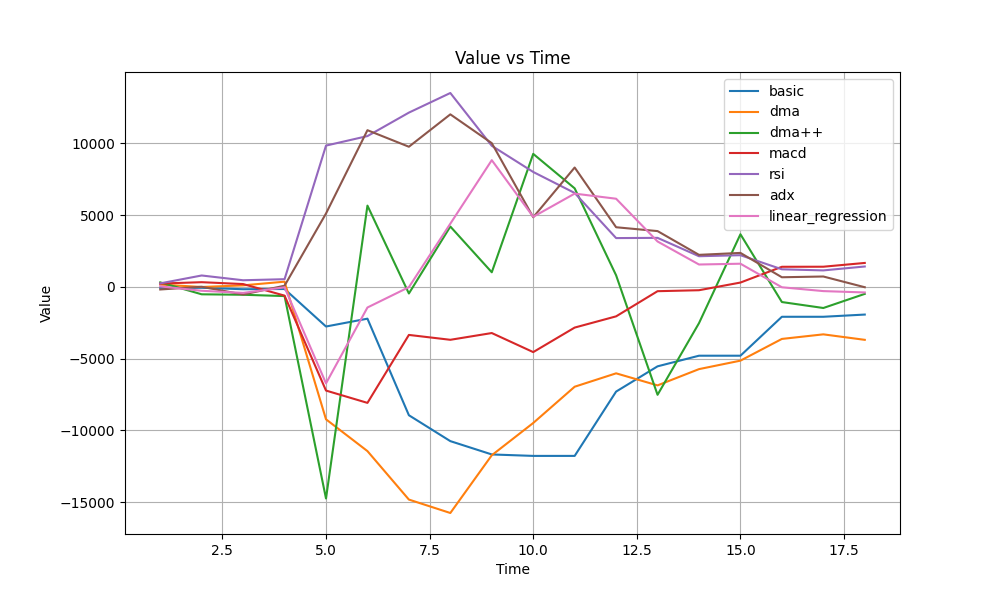 Value vs Time
basic
dma
dma++
macd
rsi
adx
linear_regression
10000
5000
0
−5000
−10000
−15000
Value
2.5 5.0 7.5 10.0 12.5 15.0 17.5
Time